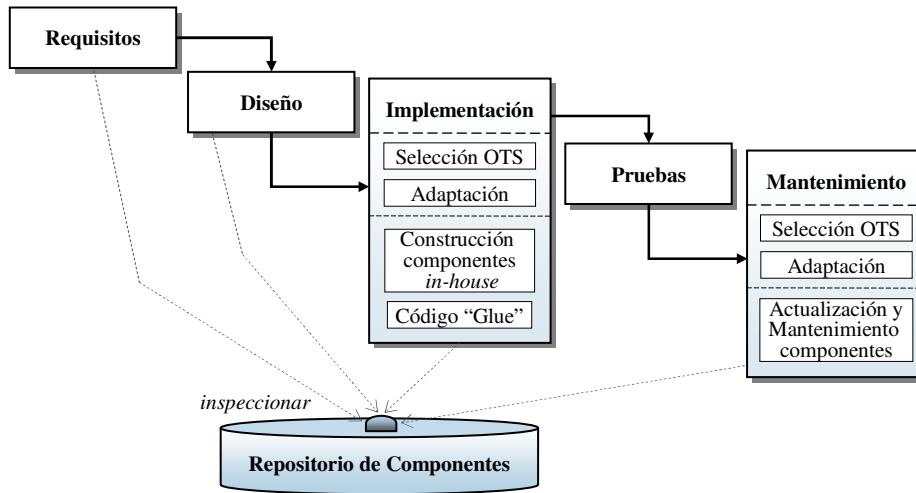 Requisitos
Diseño
Implementación
Selección OTS
Adaptación
Construcción
componentes
in-house
Código “Glue”
Pruebas
Mantenimiento
Selección OTS
Adaptación
Actualización y
Mantenimiento
componentes
inspeccionar
Repositorio de Componentes